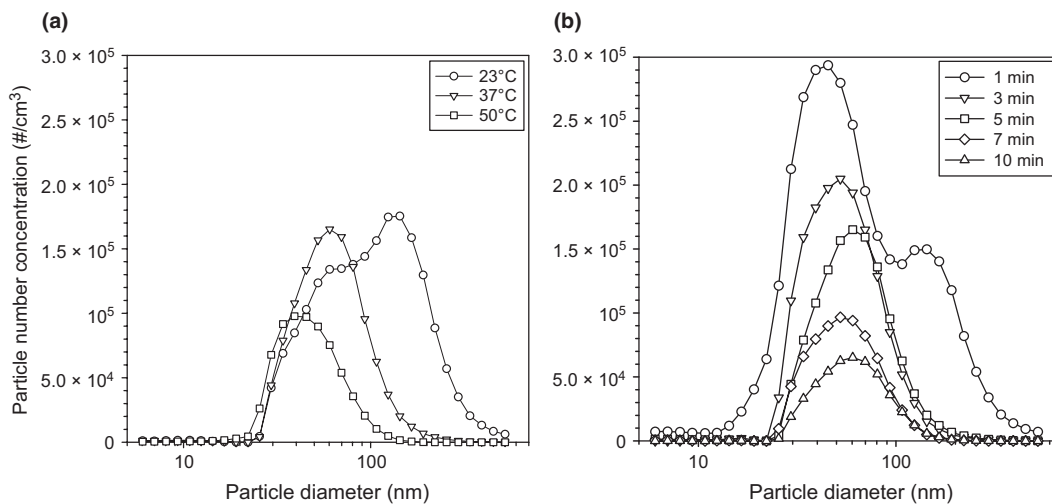 (a)
3.0 × 10⁵
2.5 × 10⁵
2.0 × 10⁵
1.5 × 10⁵
10⁵
5.0 × 10⁴
0
Particle number concentration (#/cm³)
23°C
37°C
50°C
10
100
Particle diameter (nm)
(b)
3.0 × 10⁵
2.5 × 10⁵
2.0 × 10⁵
1.5 × 10⁵
10⁵
5.0 × 10⁴
0
1 min
3 min
5 min
7 min
10 min
10
100
Particle diameter (nm)